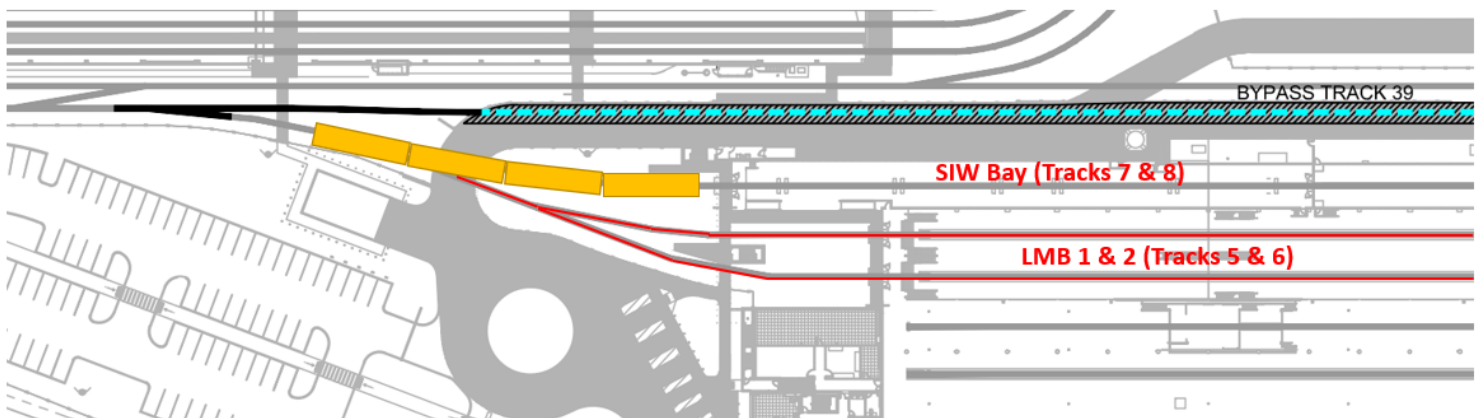 BYPASS TRACK 39
SIW Bay (Tracks 7 & 8)
LMB 1 & 2 (Tracks 5 & 6)